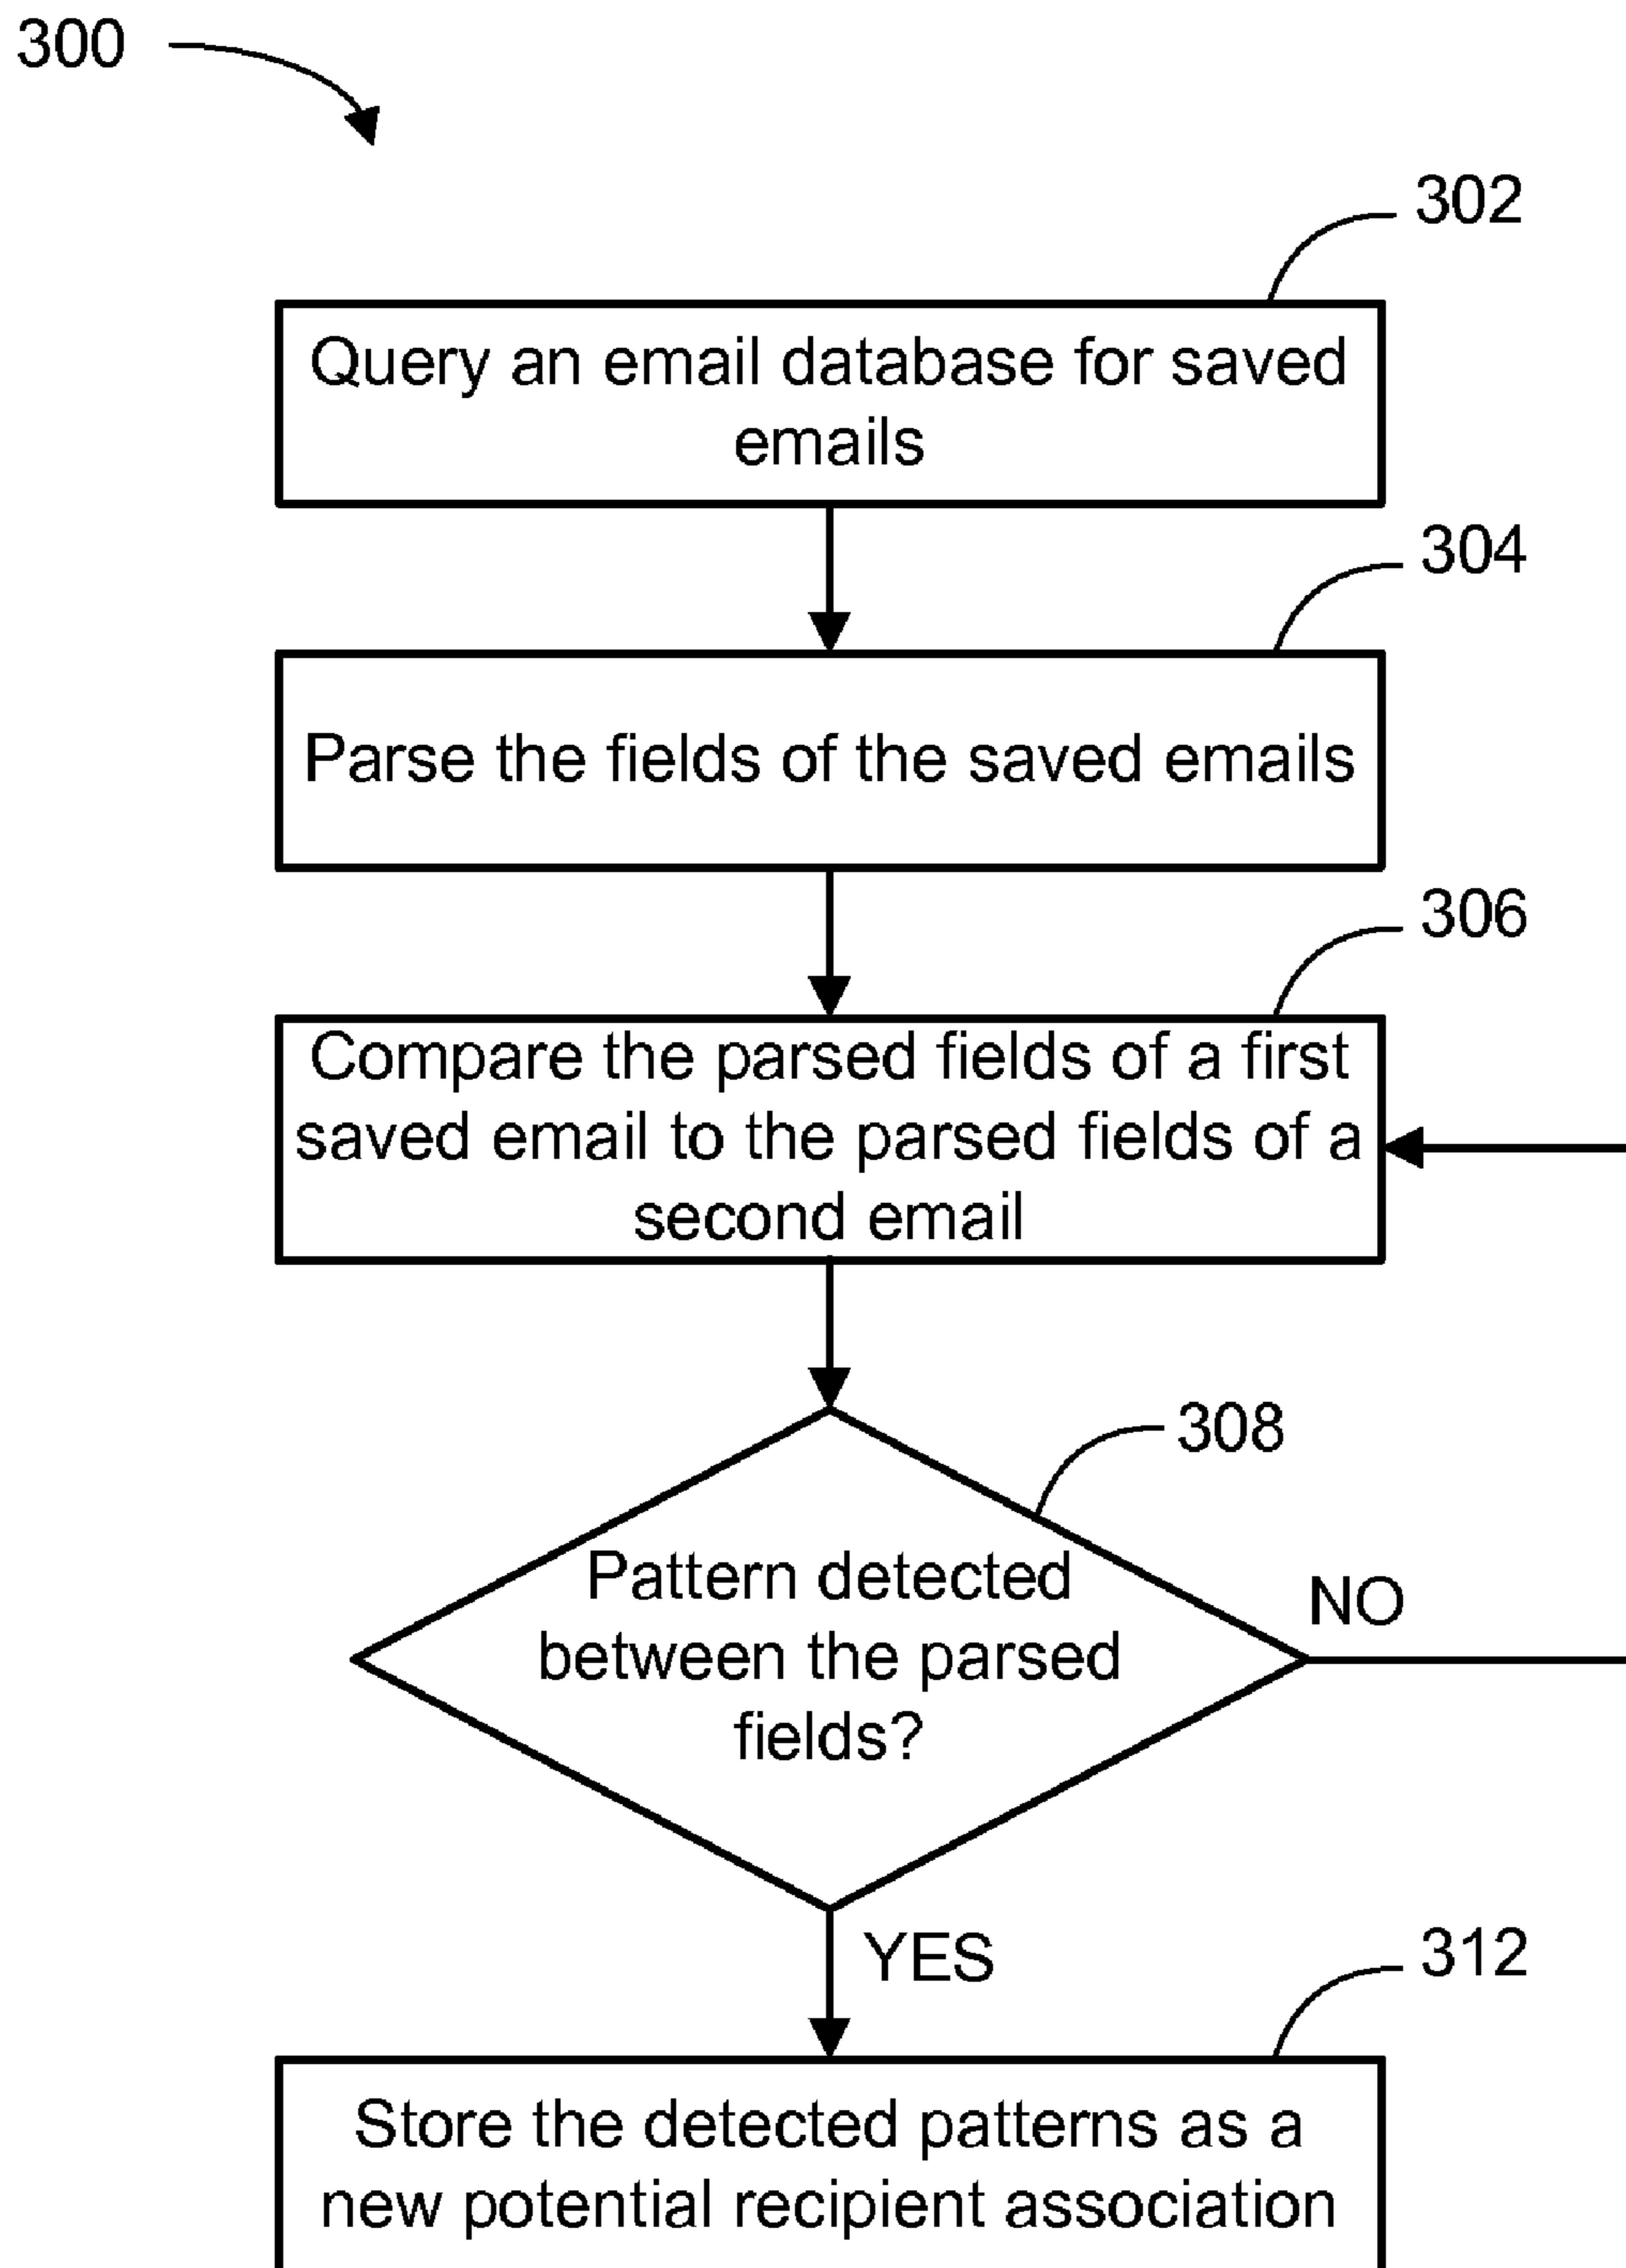 300
302
Query an email database for saved
emails
304
Parse the fields of the saved emails
306
Compare the parsed fields of a first
saved email to the parsed fields of a
second email
308
Pattern detected
between the parsed
fields?
NO
YES
312
Store the detected patterns as a
new potential recipient association